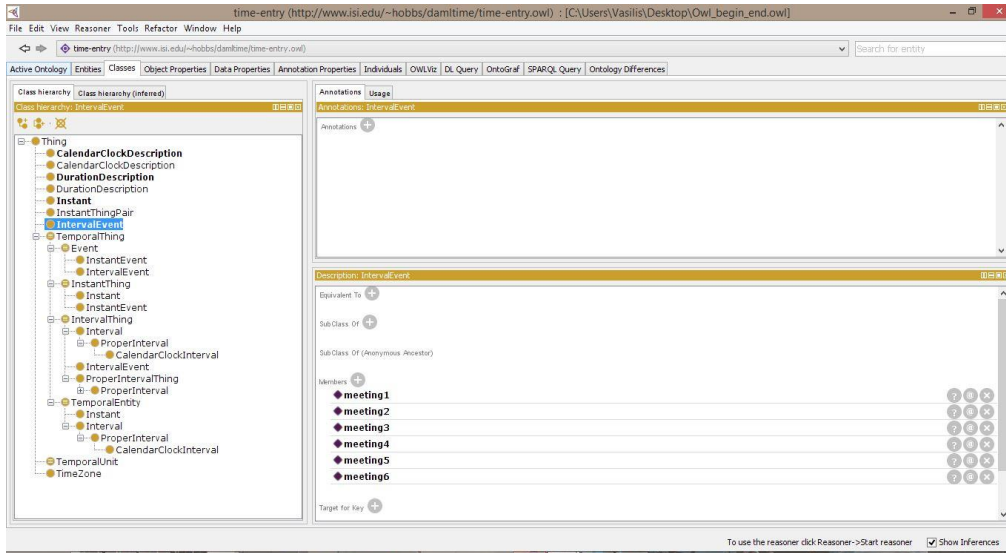 time-entry (http://www.isi.edu/~hobbs/damltime/time-entry.owl) : [C:\Users\Vasilis\Desktop\Owl_begin_end.owl]
File Edit View Reasoner Tools Refactor Window Help
time-entry (http://www.isi.edu/~hobbs/damltime/time-entry.owl)
Search for entity
Active Ontology Entities Classes Object Properties Data Properties Annotation Properties Individuals OWLViz DL Query OntoGraf SPARQL Query Ontology Differences
Class hierarchy Class hierarchy (inferred)
Class hierarchy: IntervalEvent
Thing
CalendarClockDescription
CalendarClockDescription
DurationDescription
DurationDescription
Instant
InstantThingPair
IntervalEvent
TemporalThing
Event
InstantEvent
IntervalEvent
InstantThing
Instant
InstantEvent
IntervalThing
Interval
ProperInterval
CalendarClockInterval
IntervalEvent
ProperIntervalThing
ProperInterval
TemporalEntity
Instant
Interval
ProperInterval
CalendarClockInterval
TemporalUnit
TimeZone
Annotations Usage
Annotations: IntervalEvent
Annotations
Description: IntervalEvent
Equivalent To
SubClass Of
SubClass Of (Anonymous Ancestor)
Members
meeting1
meeting2
meeting3
meeting4
meeting5
meeting6
Target for Key
To use the reasoner click Reasoner->Start reasoner Show Inferences